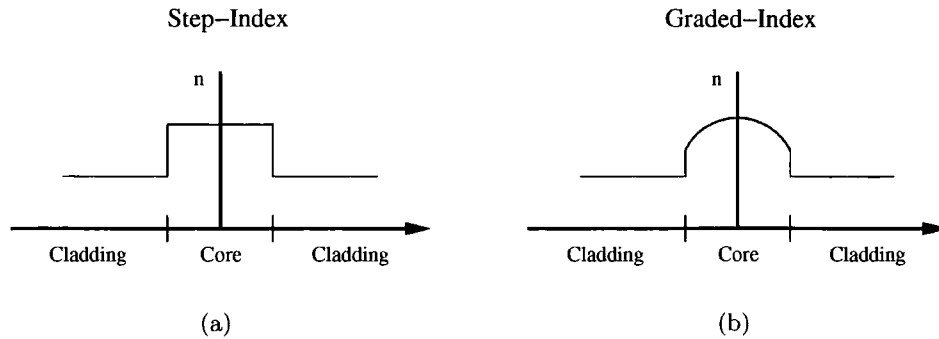 Step–Index
Graded–Index
n
n
Cladding
Core
Cladding
Cladding
Core
Cladding
(a)
(b)